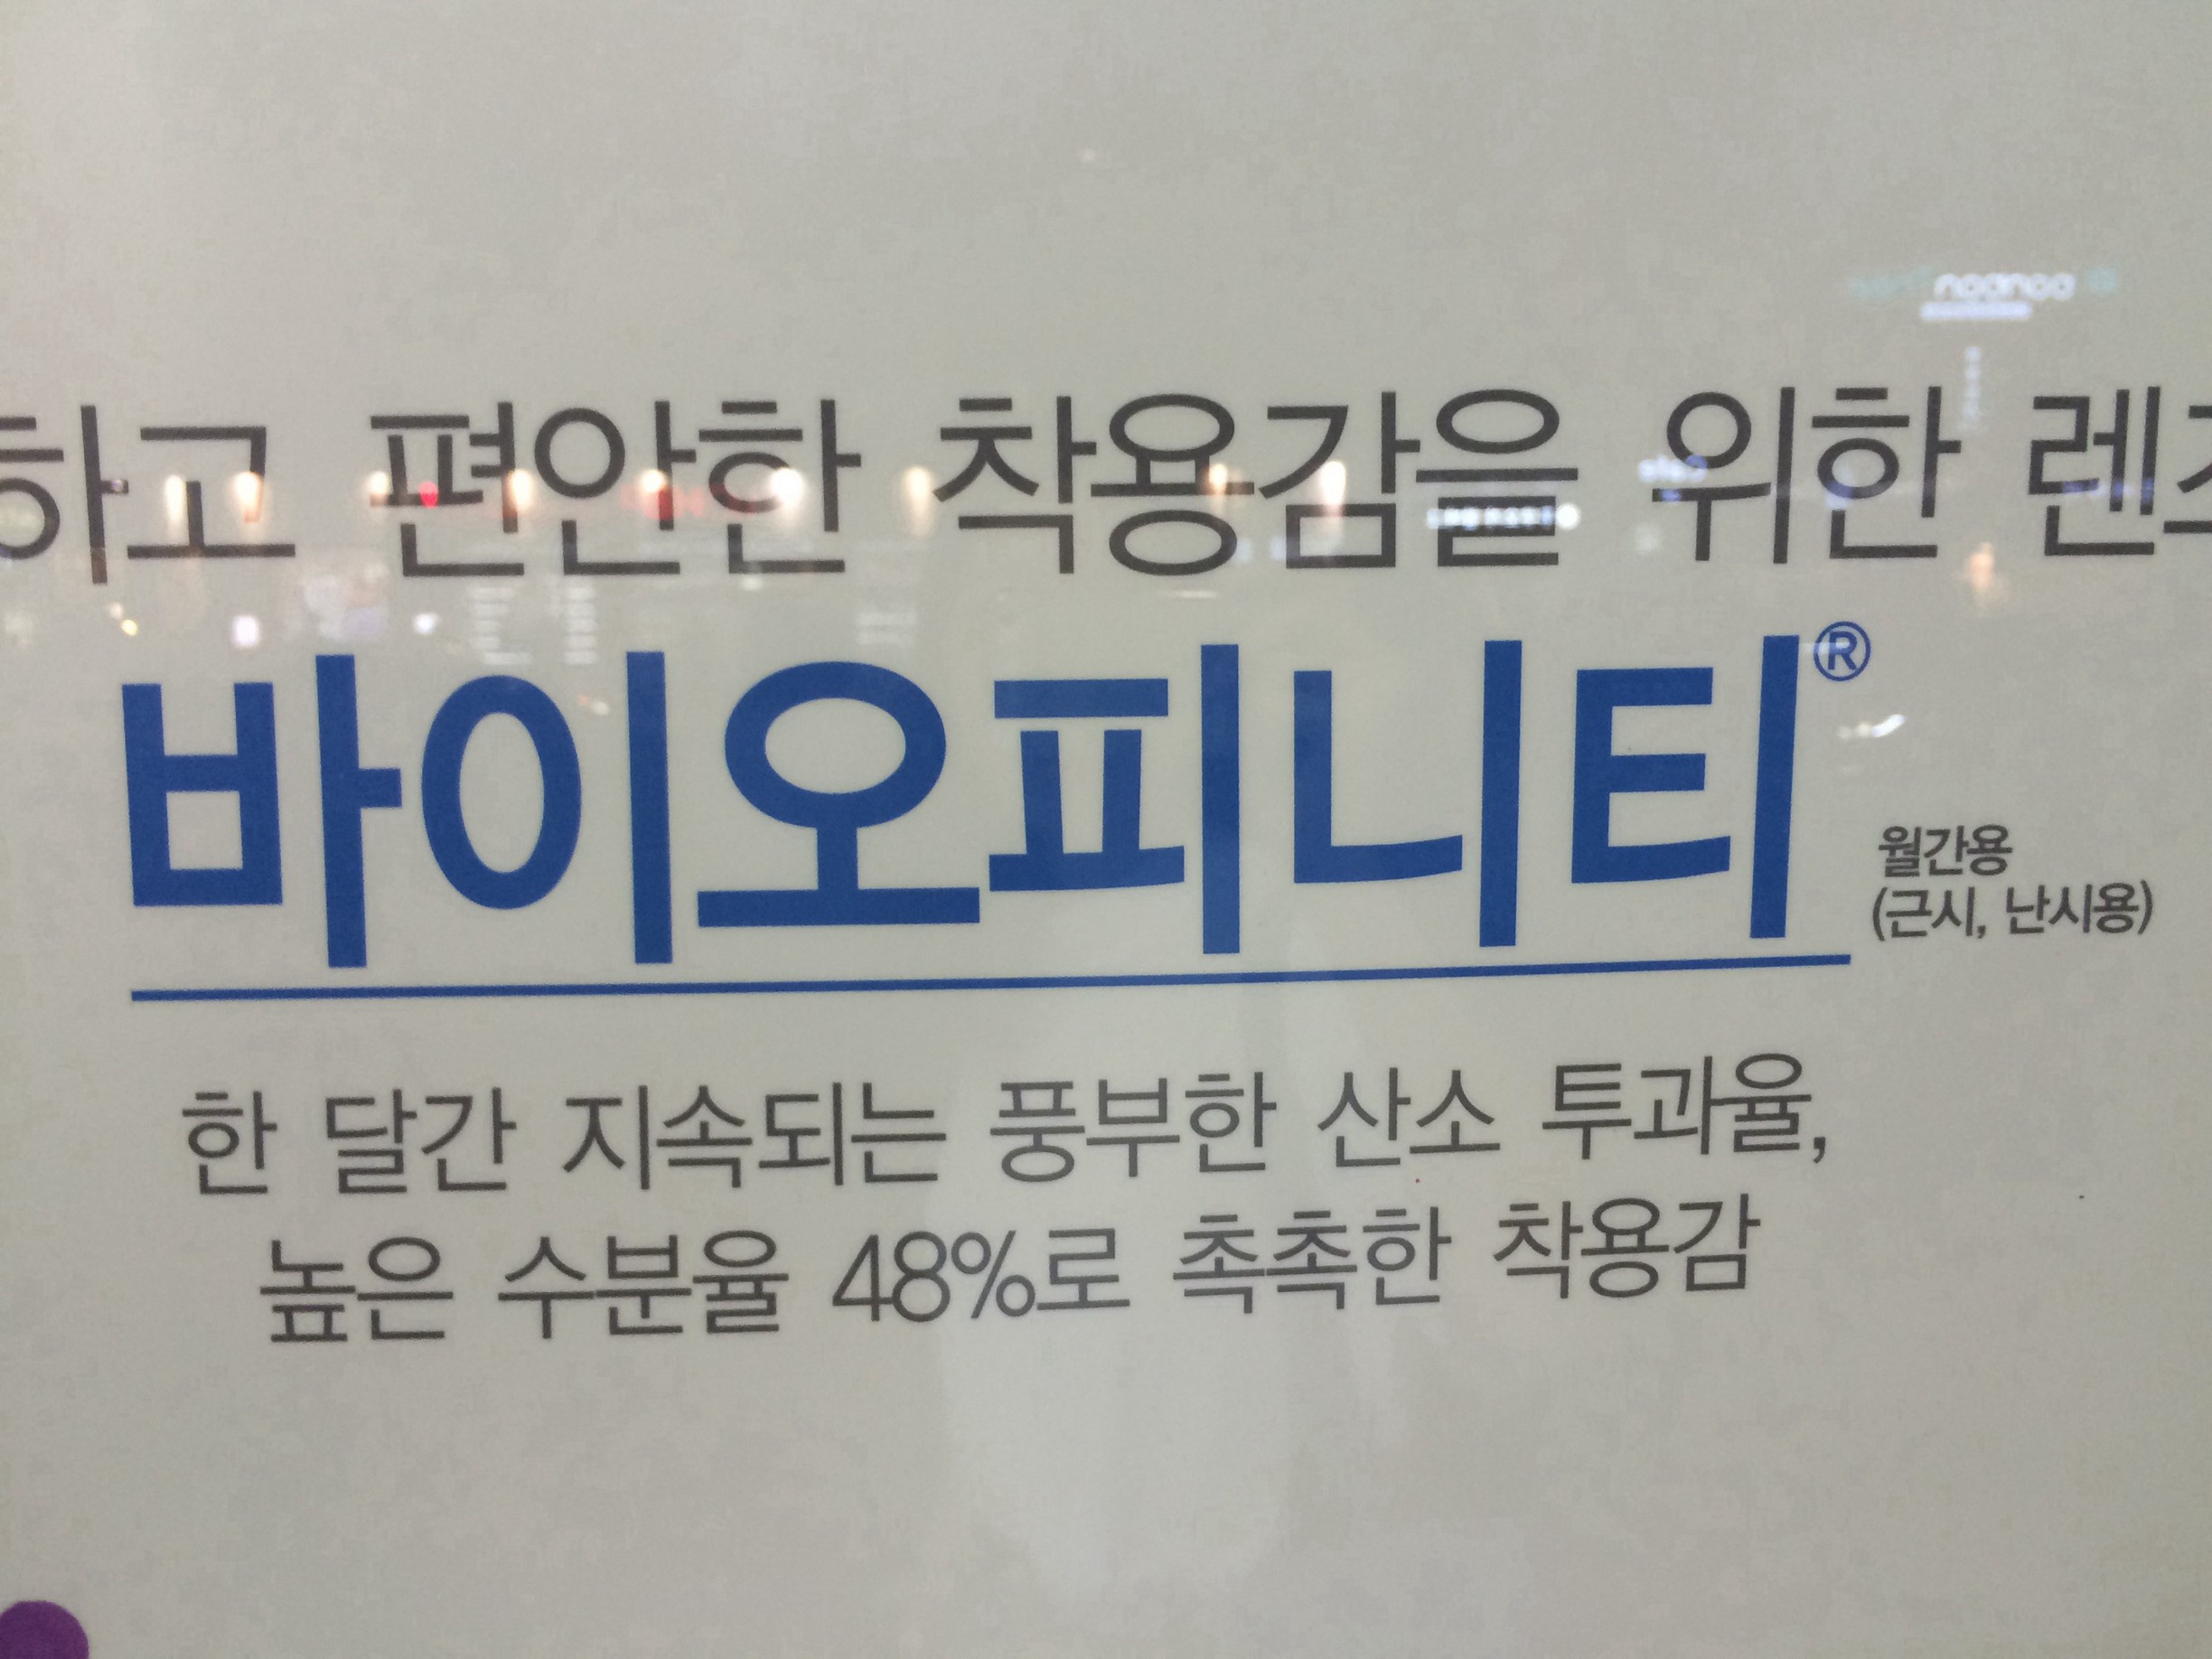 하고 편안한 착용감을 위한 렌즈
바이오피니티®
월간용
(근시, 난시용)
한 달간 지속되는 풍부한 산소 투과율,
높은 수분율 48%로 촉촉한 착용감